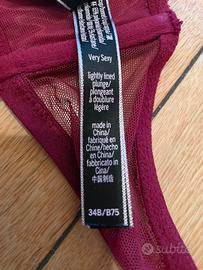 Very Sexy
lightly lined
plunge/
plongeant
à doublure
légère
made in
China/
fabriqué en
Chine/hecho
en China/
fabbricato in
Cina/
中国制造
34B/B75
Subito